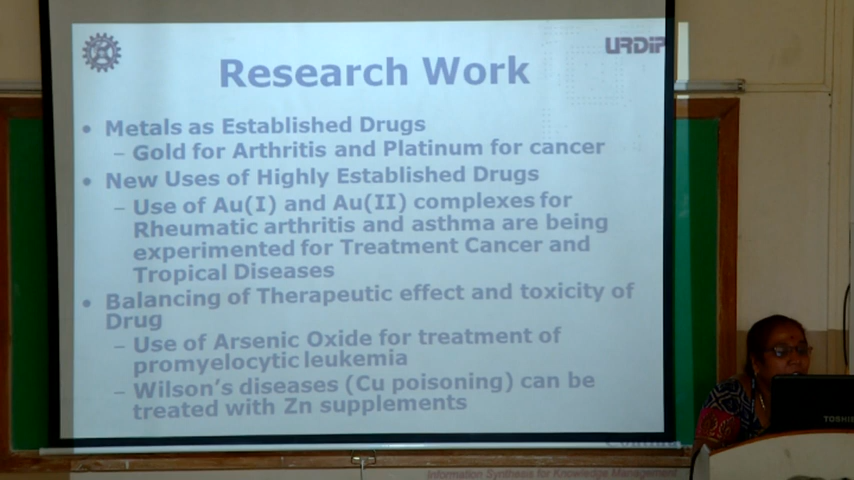 URDIP
Research Work
• Metals as Established Drugs
– Gold for Arthritis and Platinum for cancer
• New Uses of Highly Established Drugs
– Use of Au(I) and Au(II) complexes for
Rheumatic arthritis and asthma are being
experimented for Treatment Cancer and
Tropical Diseases
• Balancing of Therapeutic effect and toxicity of
Drug
– Use of Arsenic Oxide for treatment of
promyelocytic leukemia
– Wilson's diseases (Cu poisoning) can be
treated with Zn supplements
Information Synthesis for Knowledge Management